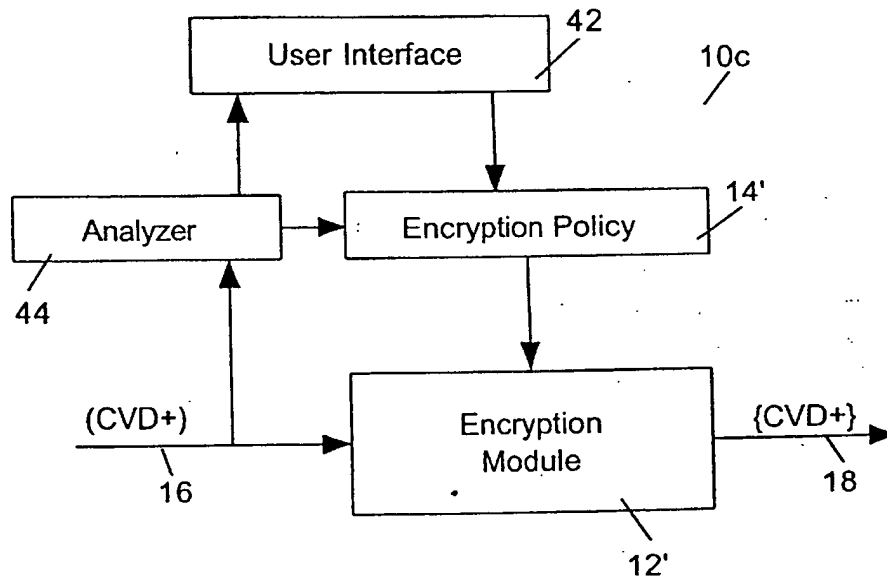 User Interface
42
10c
Analyzer
44
Encryption Policy
14'
(CVD+)
16
Encryption
Module
12'
{CVD+}
18